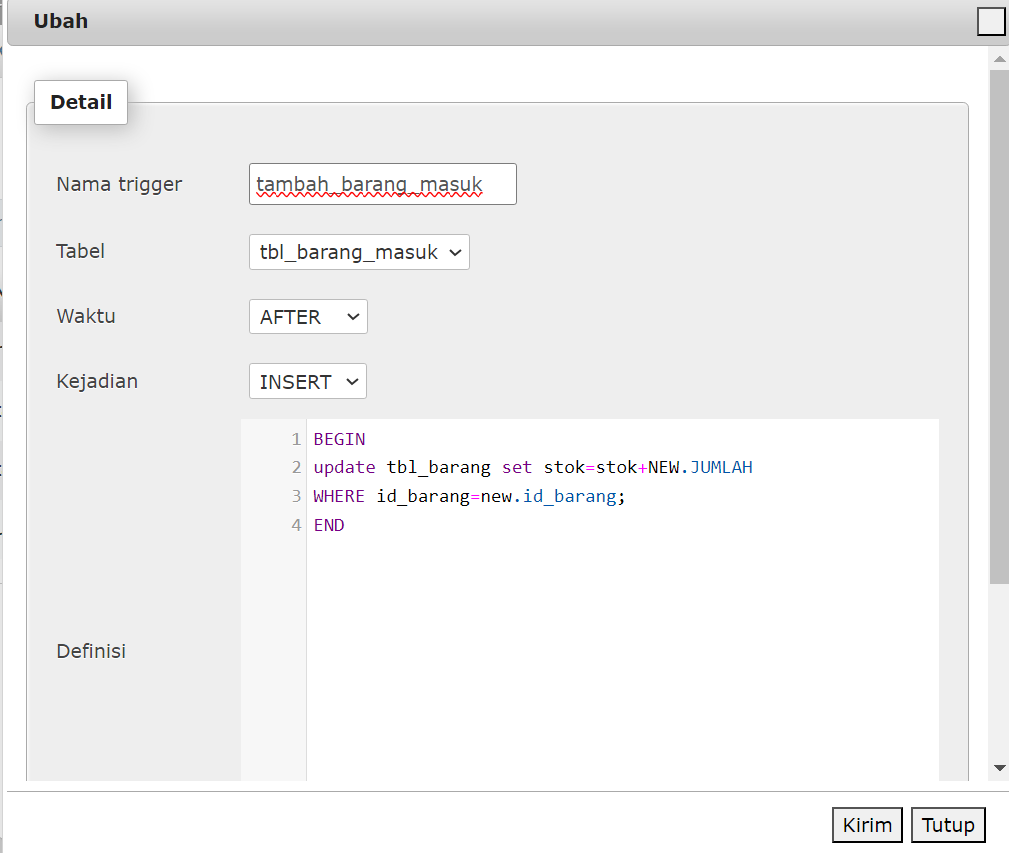 Ubah
Detail
Nama trigger tambah_barang_masuk
Tabel tbl_barang_masuk
Waktu AFTER
Kejadian INSERT
Definisi
1 BEGIN
2 update tbl_barang set stok=stok+NEW.JUMLAH
3 WHERE id_barang=new.id_barang;
4 END
Kirim Tutup